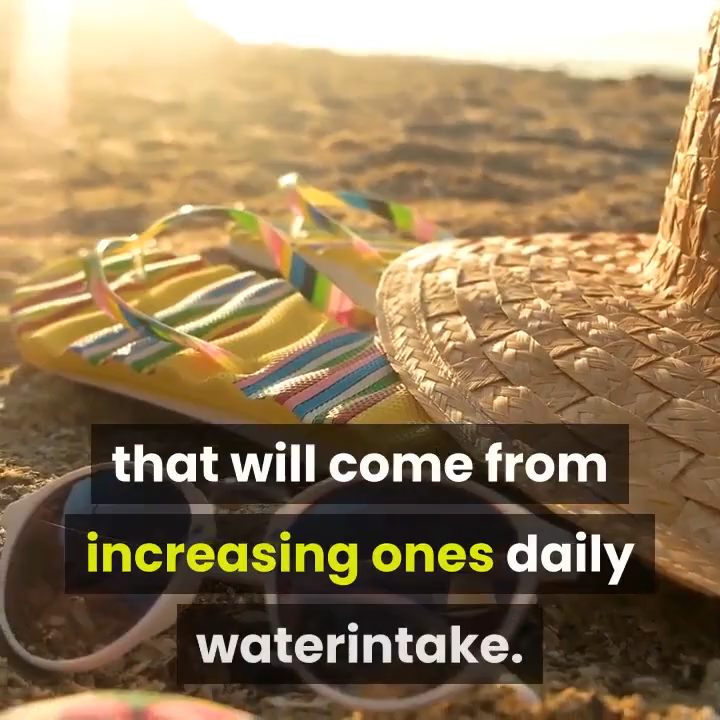 that will come from
increasing ones daily
waterintake.